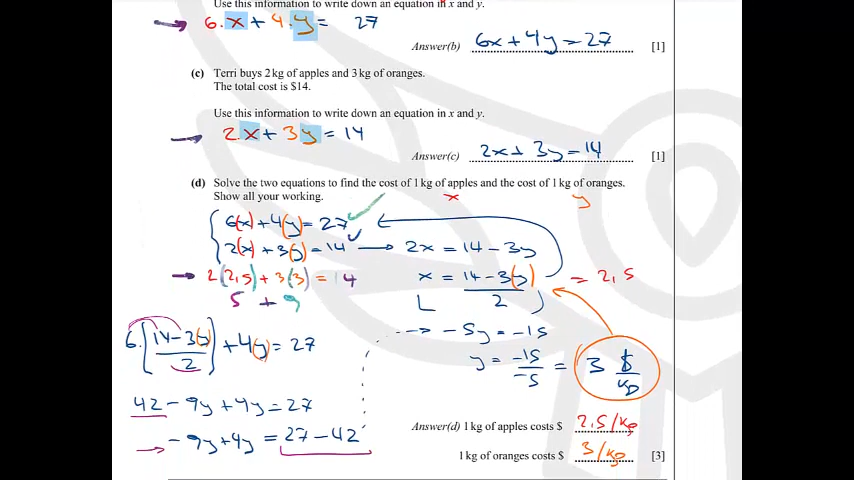 Use this information to write down an equation in x and y.
6.x + 4.y = 27
Answer(b) 6x+4y=27 [1]
(c) Terri buys 2 kg of apples and 3 kg of oranges.
The total cost is $14.
Use this information to write down an equation in x and y.
2.x + 3y = 14
Answer(c) 2x+3y=14 [1]
(d) Solve the two equations to find the cost of 1 kg of apples and the cost of 1 kg of oranges.
Show all your working.
x y
6(x)+4(y)=27
2(x)+3(y)=14 → 2x=14-3y
2(2,5)+3(3)=14 x=14-3(y)/2 =2,5
5+9
6.[14-3(y)/2]+4(y)=27
-5y=-15
y=-15/-5=3 $/kg
42-9y+4y=27
-9y+4y=27-42
Answer(d) 1 kg of apples costs $ 2,5/kg
1 kg of oranges costs $ 3/kg [3]